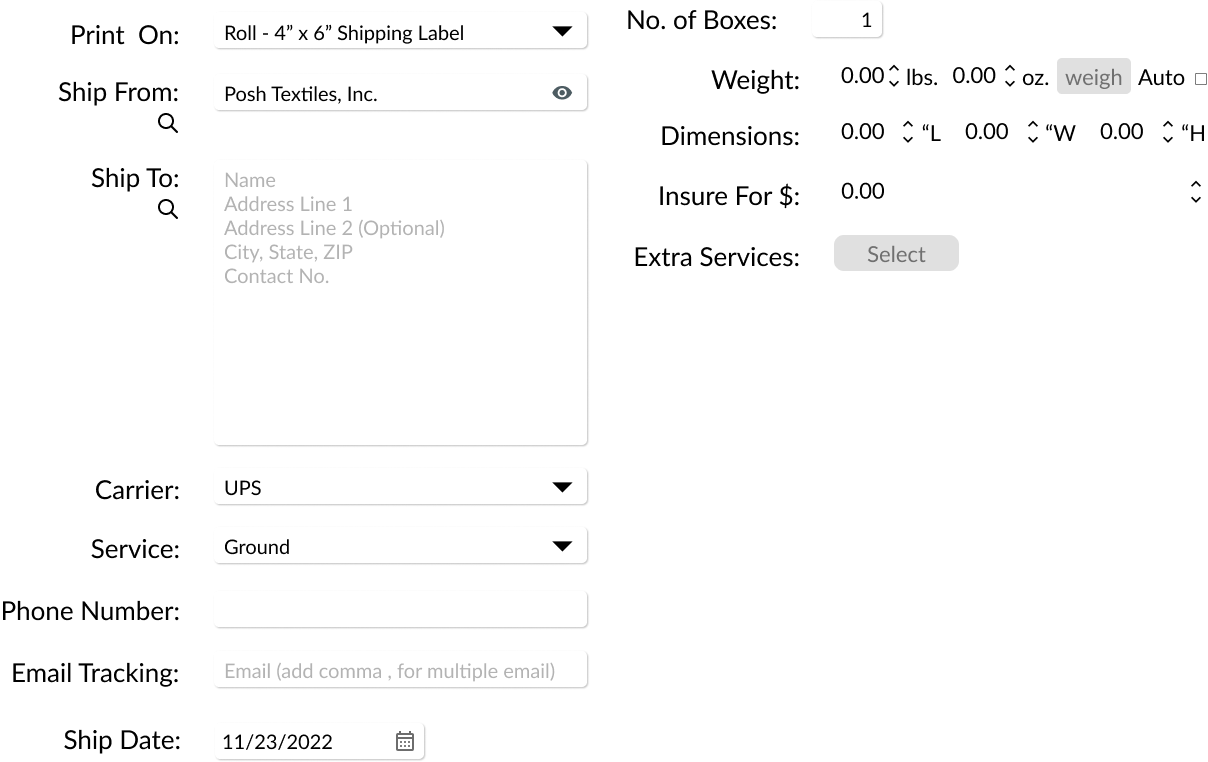 Print On: Roll - 4” x 6” Shipping Label
Ship From: Posh Textiles, Inc.
Ship To:
Name
Address Line 1
Address Line 2 (Optional)
City, State, ZIP
Contact No.
Carrier: UPS
Service: Ground
Phone Number:
Email Tracking: Email (add comma , for multiple email)
Ship Date: 11/23/2022
No. of Boxes: 1
Weight: 0.00 lbs. 0.00 oz. weigh Auto
Dimensions: 0.00 “L 0.00 “W 0.00 “H
Insure For $: 0.00
Extra Services: Select